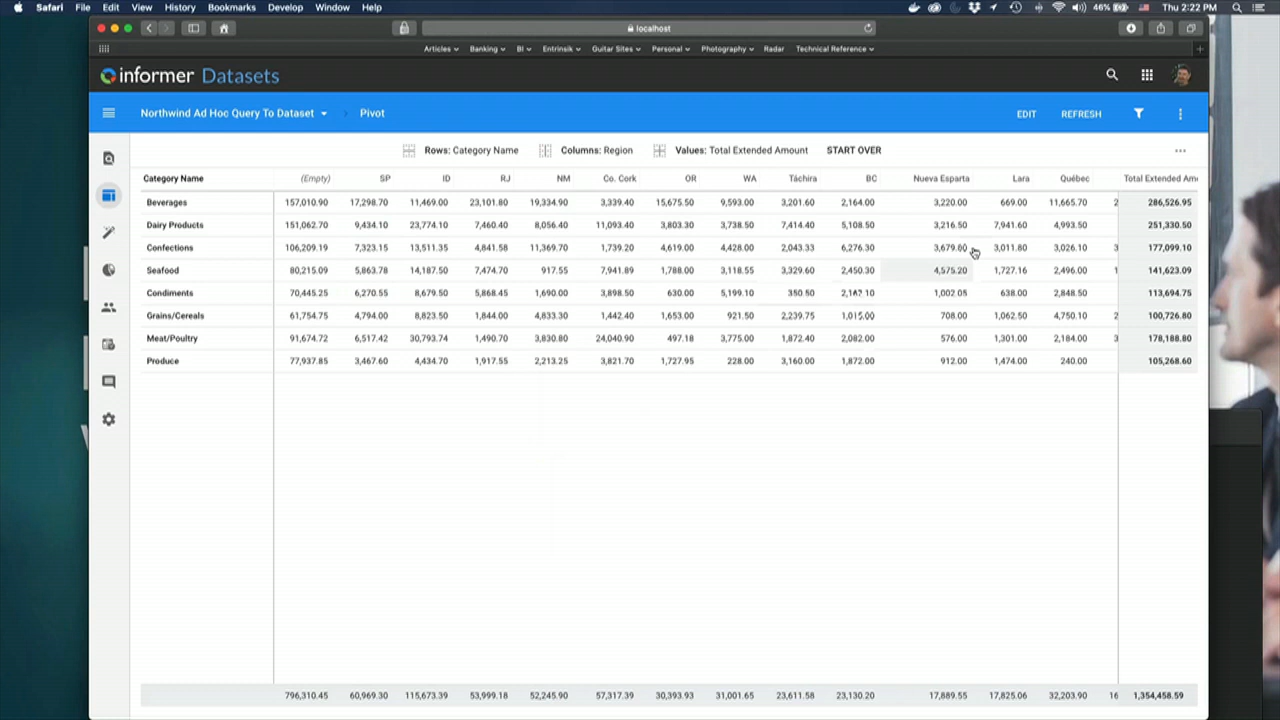 Safari File Edit View History Bookmarks Develop Window Help 46% Thu 2:22 PM
localhost
Articles Banking BI Entrinsik Guitar Sites Personal Photography Radar Technical Reference
informer Datasets
Northwind Ad Hoc Query To Dataset Pivot EDIT REFRESH
Rows: Category Name Columns: Region Values: Total Extended Amount START OVER
Category Name (Empty) SP ID RJ NM Co. Cork OR WA Táchira BC Nueva Esparta Lara Québec Total Extended Am
Beverages 157,010.90 17,298.70 11,469.00 23,101.80 19,334.90 3,339.40 15,675.50 9,593.00 3,201.60 2,164.00 3,220.00 669.00 11,665.70 2 286,526.95
Dairy Products 151,062.70 9,434.10 23,774.10 7,460.40 8,056.40 11,093.40 3,803.30 3,738.50 7,414.40 5,108.50 3,216.50 7,941.60 4,993.50 251,330.50
Confections 106,209.19 7,323.15 13,511.35 4,841.58 11,369.70 1,739.20 4,619.00 4,428.00 2,043.33 6,276.30 3,679.60 3,011.80 3,026.10 3 177,099.10
Seafood 80,215.09 5,863.78 14,187.50 7,474.70 917.55 7,941.89 1,788.00 3,118.55 3,329.60 2,450.30 4,575.20 1,727.16 2,496.00 1 141,623.09
Condiments 70,445.25 6,270.55 8,679.50 5,868.45 1,690.00 3,898.50 630.00 5,199.10 350.50 1,002.05 638.00 2,848.50 113,694.75
Grains/Cereals 61,754.75 4,794.00 8,823.50 1,844.00 4,833.30 1,442.40 1,653.00 921.50 2,239.75 1,015.00 708.00 1,062.50 4,750.10 2 100,726.80
Meat/Poultry 91,674.72 6,517.42 30,793.74 1,490.70 3,830.80 24,040.90 497.18 3,775.00 1,872.40 2,082.00 576.00 1,301.00 2,184.00 3 178,188.80
Produce 77,937.85 3,467.60 4,434.70 1,917.55 2,213.25 3,821.70 1,727.95 228.00 3,160.00 1,872.00 912.00 1,474.00 240.00 105,268.60
796,310.45 60,969.30 115,673.39 53,999.18 52,245.90 57,317.39 30,393.93 31,001.65 23,611.58 23,130.20 17,889.55 17,825.06 32,203.90 16 1,354,458.59